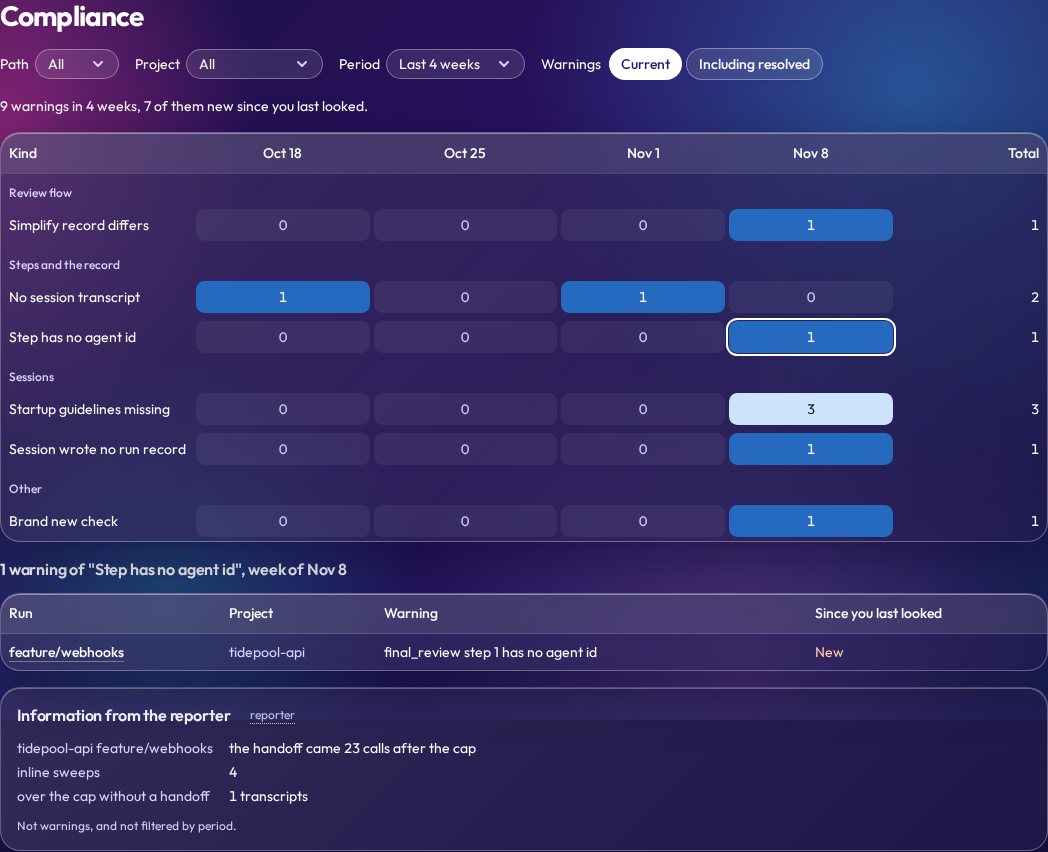 Compliance
Path All Project All Period Last 4 weeks Warnings Current Including resolved
9 warnings in 4 weeks, 7 of them new since you last looked.
Kind Oct 18 Oct 25 Nov 1 Nov 8 Total
Review flow
Simplify record differs 0 0 0 1 1
Steps and the record
No session transcript 1 0 1 0 2
Step has no agent id 0 0 0 1 1
Sessions
Startup guidelines missing 0 0 0 3 3
Session wrote no run record 0 0 0 1 1
Other
Brand new check 0 0 0 1 1
1 warning of "Step has no agent id", week of Nov 8
Run Project Warning Since you last looked
feature/webhooks tidepool-api final_review step 1 has no agent id New
Information from the reporter reporter
tidepool-api feature/webhooks the handoff came 23 calls after the cap
inline sweeps 4
over the cap without a handoff 1 transcripts
Not warnings, and not filtered by period.